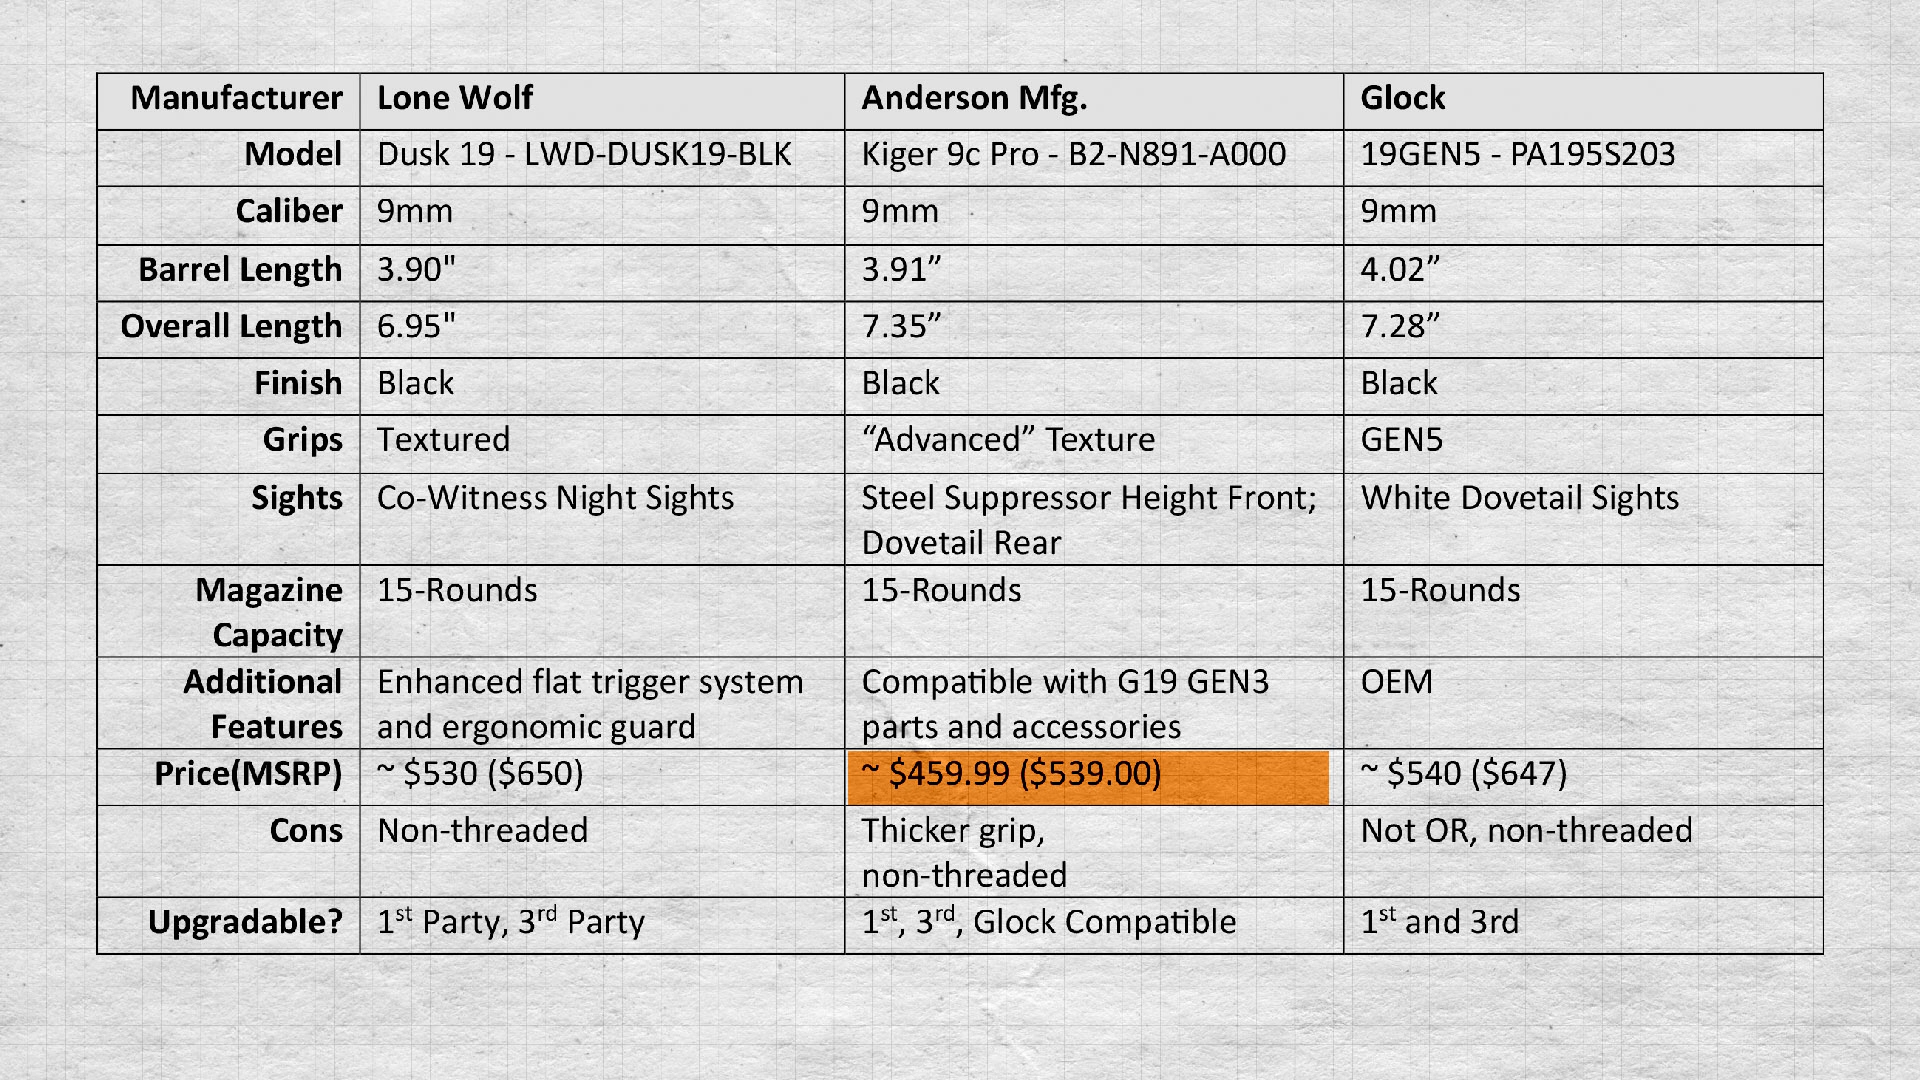 Manufacturer Lone Wolf Anderson Mfg. Glock
Model Dusk 19 - LWD-DUSK19-BLK Kiger 9c Pro - B2-N891-A000 19GEN5 - PA195S203
Caliber 9mm 9mm 9mm
Barrel Length 3.90" 3.91” 4.02”
Overall Length 6.95" 7.35” 7.28”
Finish Black Black Black
Grips Textured “Advanced” Texture GEN5
Sights Co-Witness Night Sights Steel Suppressor Height Front; White Dovetail Sights
Dovetail Rear
Magazine 15-Rounds 15-Rounds 15-Rounds
Capacity
Additional Enhanced flat trigger system Compatible with G19 GEN3 OEM
Features and ergonomic guard parts and accessories
Price(MSRP) ~ $530 ($650) ~ $459.99 ($539.00) ~ $540 ($647)
Cons Non-threaded Thicker grip, Not OR, non-threaded
non-threaded
Upgradable? 1st Party, 3rd Party 1st, 3rd, Glock Compatible 1st and 3rd